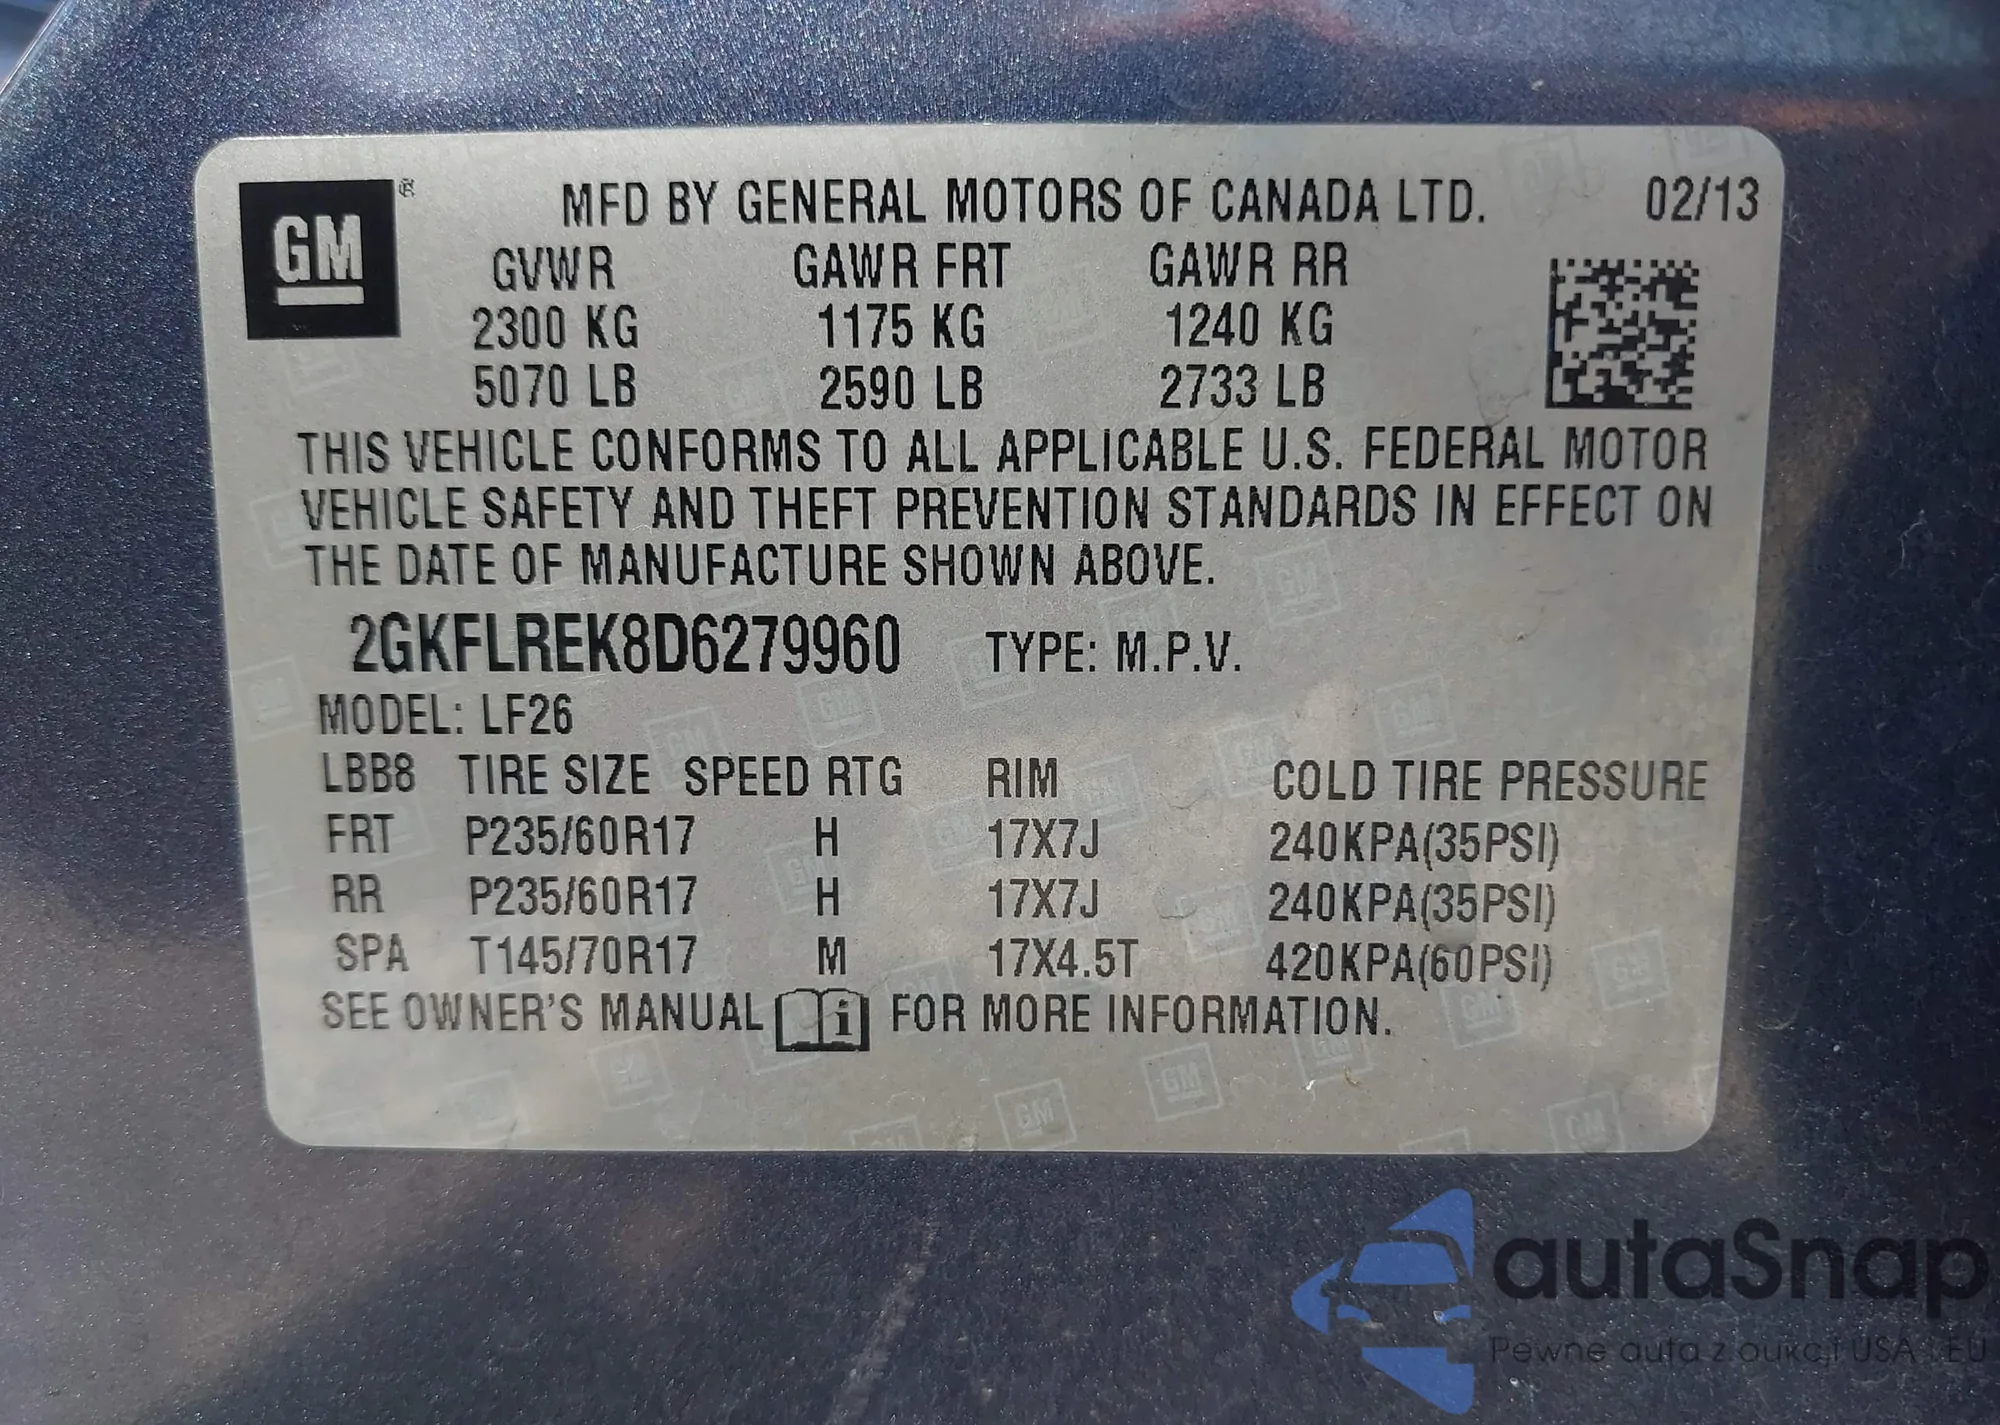 GM ® MFD BY GENERAL MOTORS OF CANADA LTD. 02/13
GVWR GAWR FRT GAWR RR
2300 KG 1175 KG 1240 KG
5070 LB 2590 LB 2733 LB
THIS VEHICLE CONFORMS TO ALL APPLICABLE U.S. FEDERAL MOTOR
VEHICLE SAFETY AND THEFT PREVENTION STANDARDS IN EFFECT ON
THE DATE OF MANUFACTURE SHOWN ABOVE.
2GKFLREK8D6279960 TYPE: M.P.V.
MODEL: LF26
LBB8 TIRE SIZE SPEED RTG RIM COLD TIRE PRESSURE
FRT P235/60R17 H 17X7J 240KPA(35PSI)
RR P235/60R17 H 17X7J 240KPA(35PSI)
SPA T145/70R17 M 17X4.5T 420KPA(60PSI)
SEE OWNER'S MANUAL i FOR MORE INFORMATION.
autaSnap
Pewne auta z aukcji USA i EU